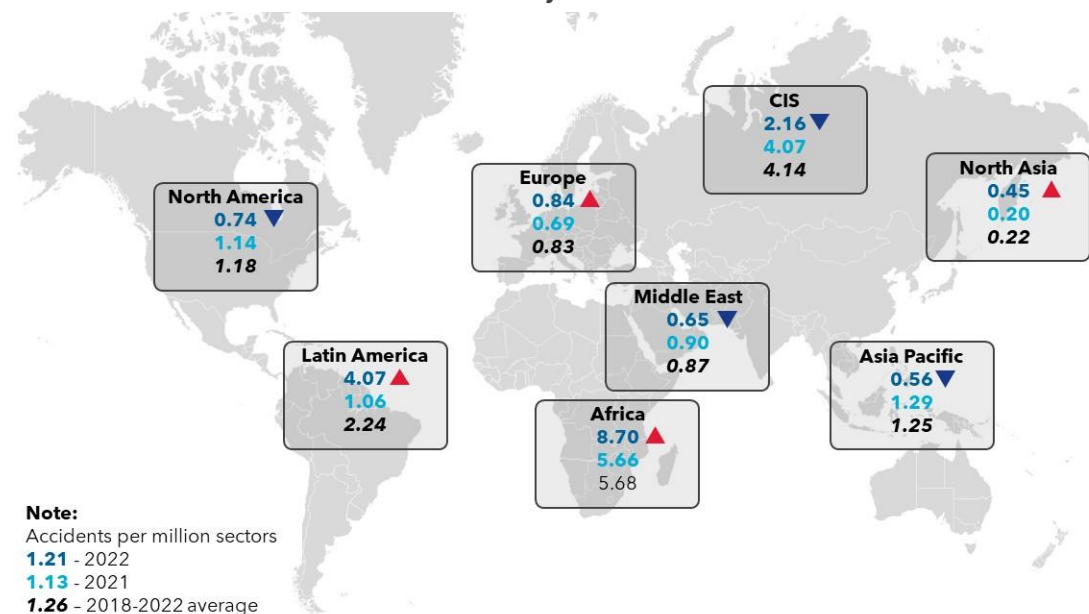 CIS
2.16
4.07
4.14
North Asia
0.45
0.20
0.22
Europe
0.84
0.69
0.83
North America
0.74
1.14
1.18
Middle East
0.65
0.90
0.87
Latin America
4.07
1.06
2.24
Asia Pacific
0.56
1.29
1.25
Africa
8.70
5.66
5.68
Note:
Accidents per million sectors
1.21 - 2022
1.13 - 2021
1.26 – 2018-2022 average